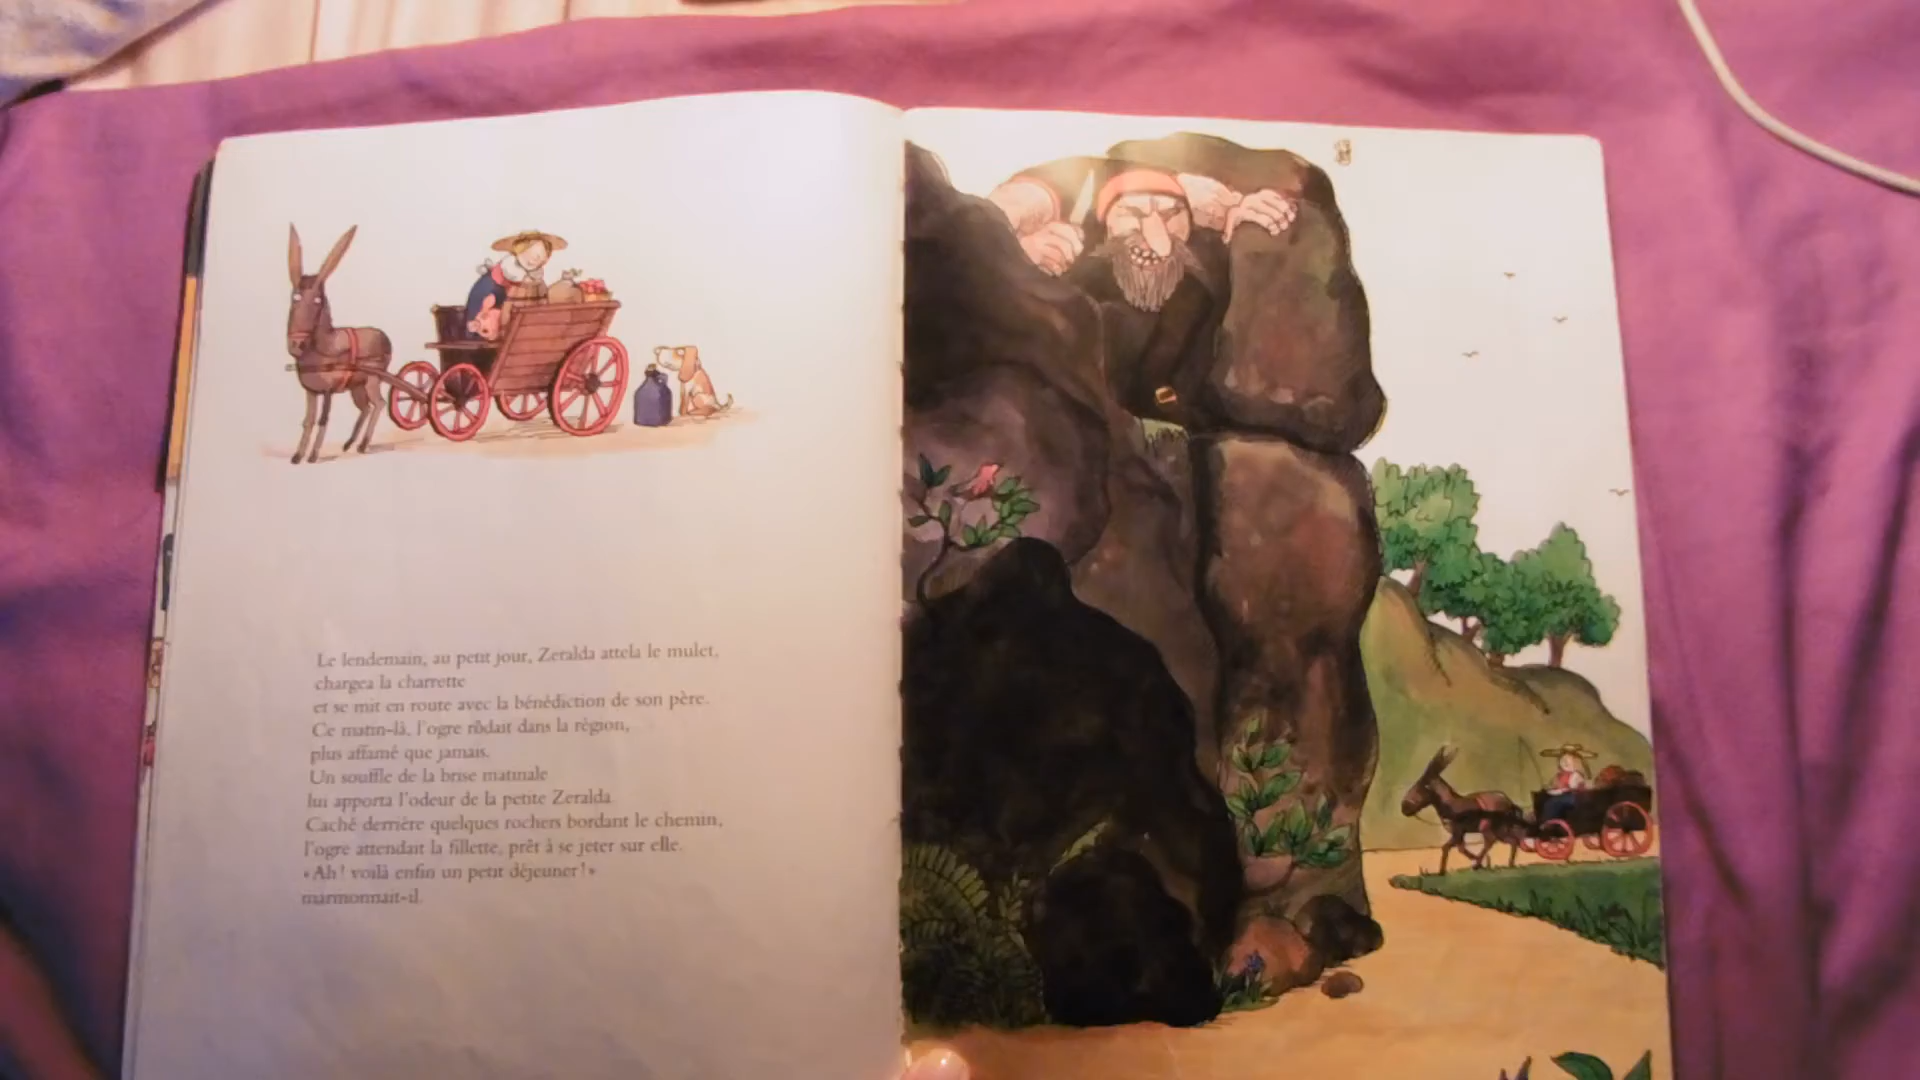 Le lendemain, au petit jour, Zeralda attela le mulet,
chargea la charrette
et se mit en route avec la bénédiction de son père.
Ce matin-là, l'ogre rôdait dans la région,
plus affamé que jamais.
Un souffle de la brise matinale
lui apporta l'odeur de la petite Zeralda.
Caché derrière quelques rochers bordant le chemin,
l'ogre attendait la fillette, prêt à se jeter sur elle.
«Ah! voilà enfin un petit déjeuner!»
marmonnait-il.